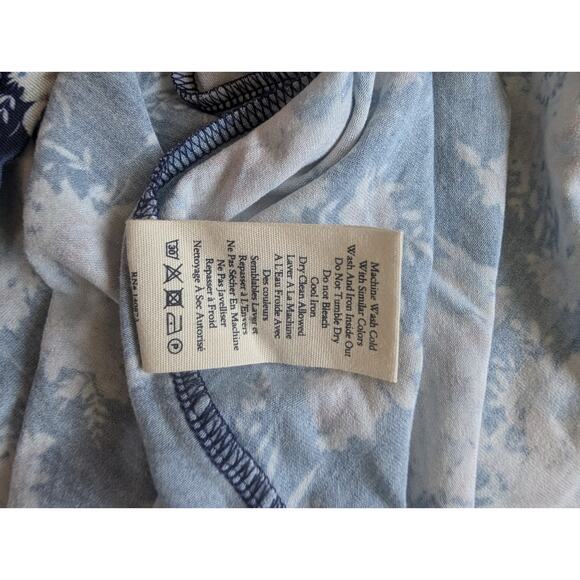 Machine Wash Cold
With Similar Colors
Wash And Iron Inside Out
Do Not Tumble Dry
Do not Bleach
Cool Iron
Dry Clean Allowed
Laver A La Machine
A L'Eau Froide Avec
Des couleurs
Semblables Laver et
Repasser à l'Envers
Ne Pas Sécher En Machine
Ne Pas Javelliser
Repasser à Froid
Nettoyage À Sec Autorisé
30
P